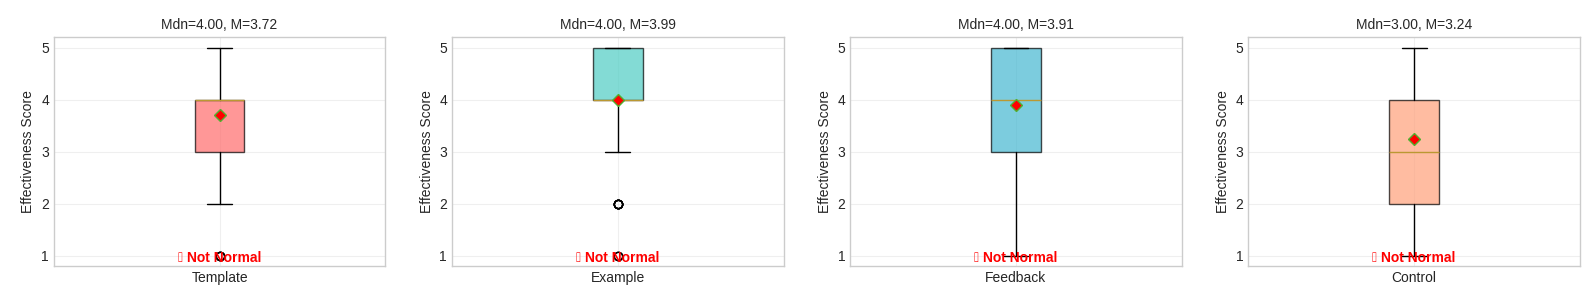 Mdn=4.00, M=3.72
5
4
3
2
1
Effectiveness Score
Not Normal
Template
Mdn=4.00, M=3.99
5
4
3
2
1
Effectiveness Score
Not Normal
Example
Mdn=4.00, M=3.91
5
4
3
2
1
Effectiveness Score
Not Normal
Feedback
Mdn=3.00, M=3.24
5
4
3
2
1
Effectiveness Score
Not Normal
Control